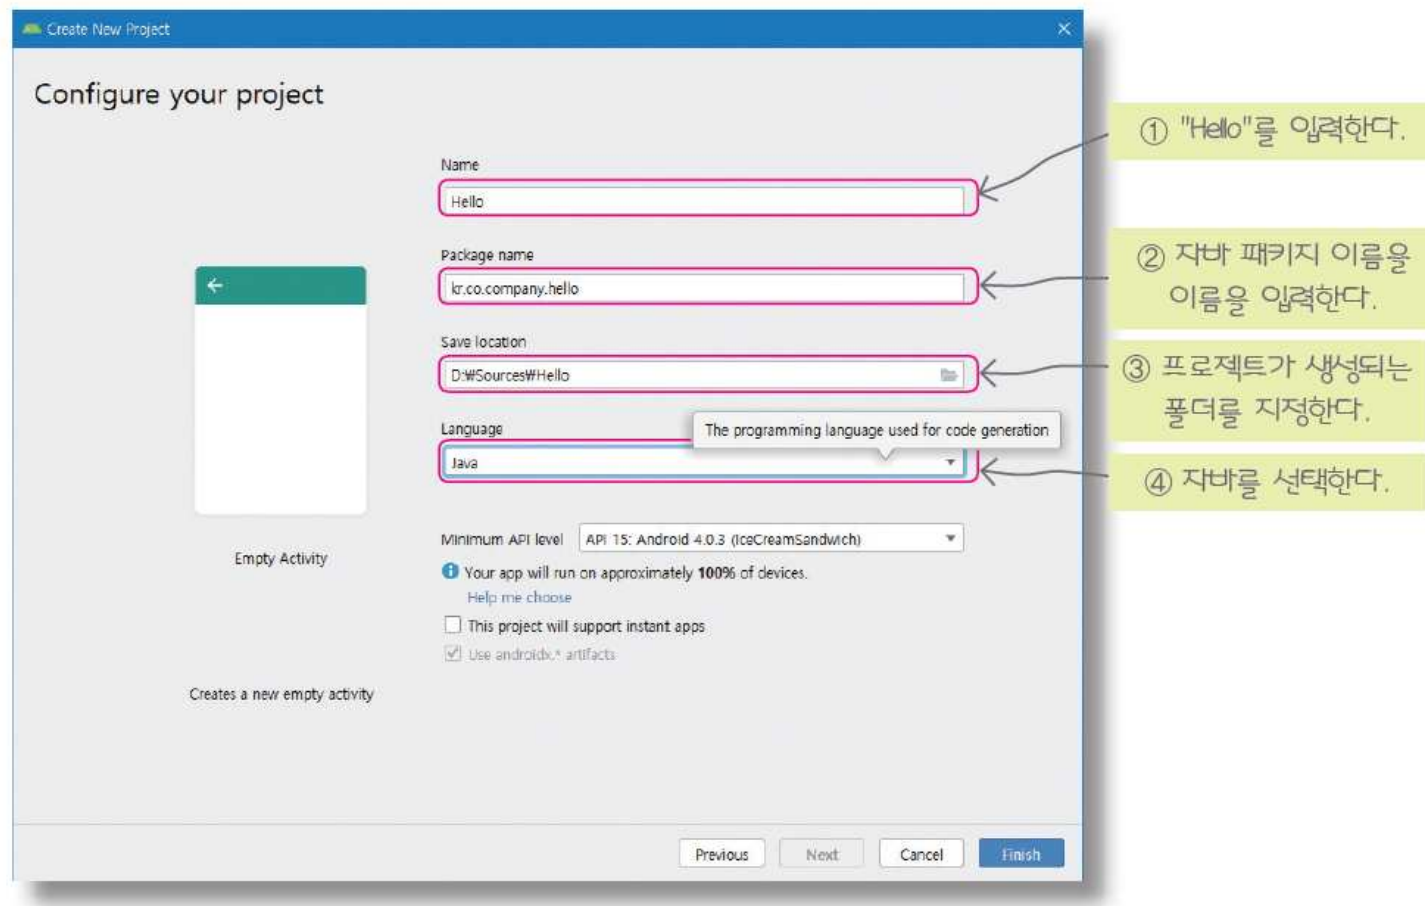 Create New Project
Configure your project
Name
Hello
Package name
kr.co.company.hello
Save location
D:₩Sources₩Hello
Language
The programming language used for code generation
Java
Minimum API level API 15: Android 4.0.3 (IceCreamSandwich)
Your app will run on approximately 100% of devices.
Help me choose
This project will support instant apps
Use androidx.* artifacts
Empty Activity
Creates a new empty activity
Previous Next Cancel Finish
① "Hello"를 입력한다.
② 자바 패키지 이름을
이름을 입력한다.
③ 프로젝트가 생성되는
폴더를 지정한다.
④ 자바를 선택한다.